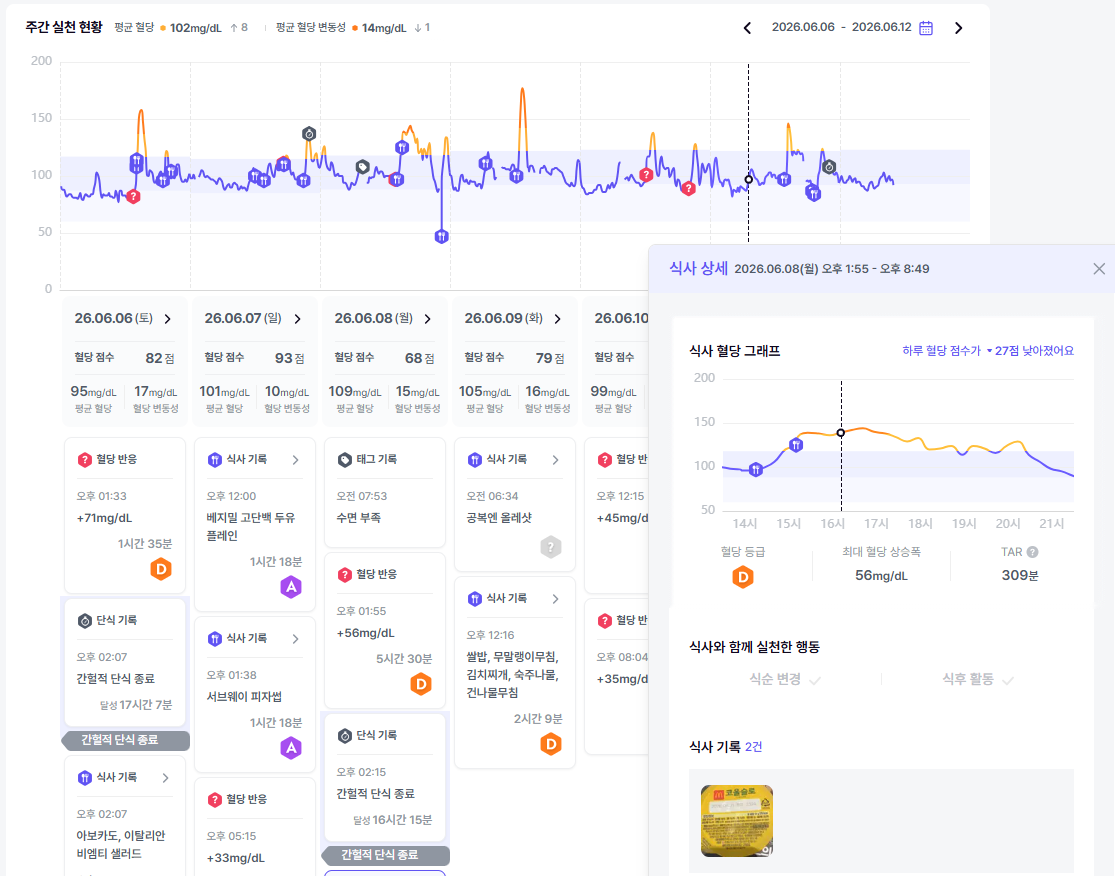 주간 실천 현황 평균 혈당 102mg/dL ↑ 8 평균 혈당 변동성 14mg/dL ↓ 1 2026.06.06 - 2026.06.12
200
150
100
50
0
26.06.06 (토)
혈당 점수 82점
95mg/dL 17mg/dL
평균 혈당 혈당 변동성
? 혈당 반응
오후 01:33
+71mg/dL
1시간 35분
D
단식 기록
오후 02:07
간헐적 단식 종료
달성 17시간 7분
간헐적 단식 종료
식사 기록
오후 02:07
아보카도, 이탈리안
비엠티 샐러드
26.06.07 (일)
혈당 점수 93점
101mg/dL 10mg/dL
평균 혈당 혈당 변동성
식사 기록
오후 12:00
베지밀 고단백 두유
플레인
1시간 18분
A
식사 기록
오후 01:38
서브웨이 피자썹
1시간 18분
A
? 혈당 반응
오후 05:15
+33mg/dL
26.06.08 (월)
혈당 점수 68점
109mg/dL 15mg/dL
평균 혈당 혈당 변동성
태그 기록
오전 07:53
수면 부족
? 혈당 반응
오후 01:55
+56mg/dL
5시간 30분
D
단식 기록
오후 02:15
간헐적 단식 종료
달성 16시간 15분
간헐적 단식 종료
26.06.09 (화)
혈당 점수 79점
105mg/dL 16mg/dL
평균 혈당 혈당 변동성
식사 기록
오전 06:34
공복엔 올레샷
?
식사 기록
오후 12:16
쌀밥, 무말랭이무침,
김치찌개, 숙주나물,
건나물무침
2시간 9분
D
26.06.10
혈당 점수
99mg/dL
평균 혈당
? 혈당 반
오후 12:15
+45mg/d
? 혈당 반
오후 08:04
+35mg/d
식사 상세 2026.06.08(월) 오후 1:55 - 오후 8:49
식사 혈당 그래프 하루 혈당 점수가 ▼27점 낮아졌어요
200
150
100
50
14시 15시 16시 17시 18시 19시 20시 21시
혈당 등급 최대 혈당 상승폭 TAR ?
D 56mg/dL 309분
식사와 함께 실천한 행동
식순 변경 식후 활동
식사 기록 2건
코울슬로